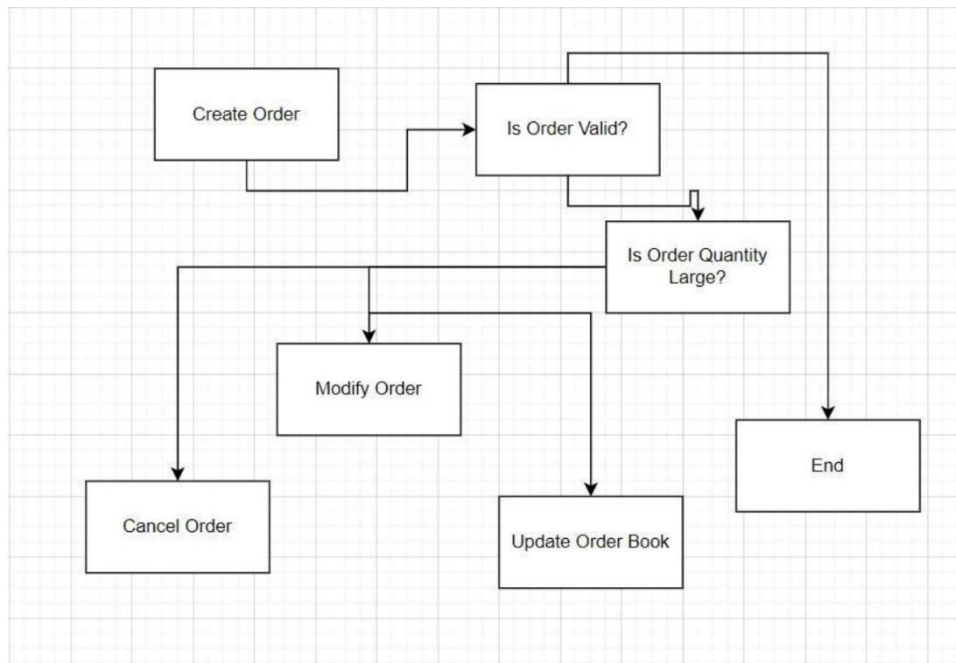 Create Order
Is Order Valid?
Is Order Quantity
Large?
Modify Order
End
Cancel Order
Update Order Book